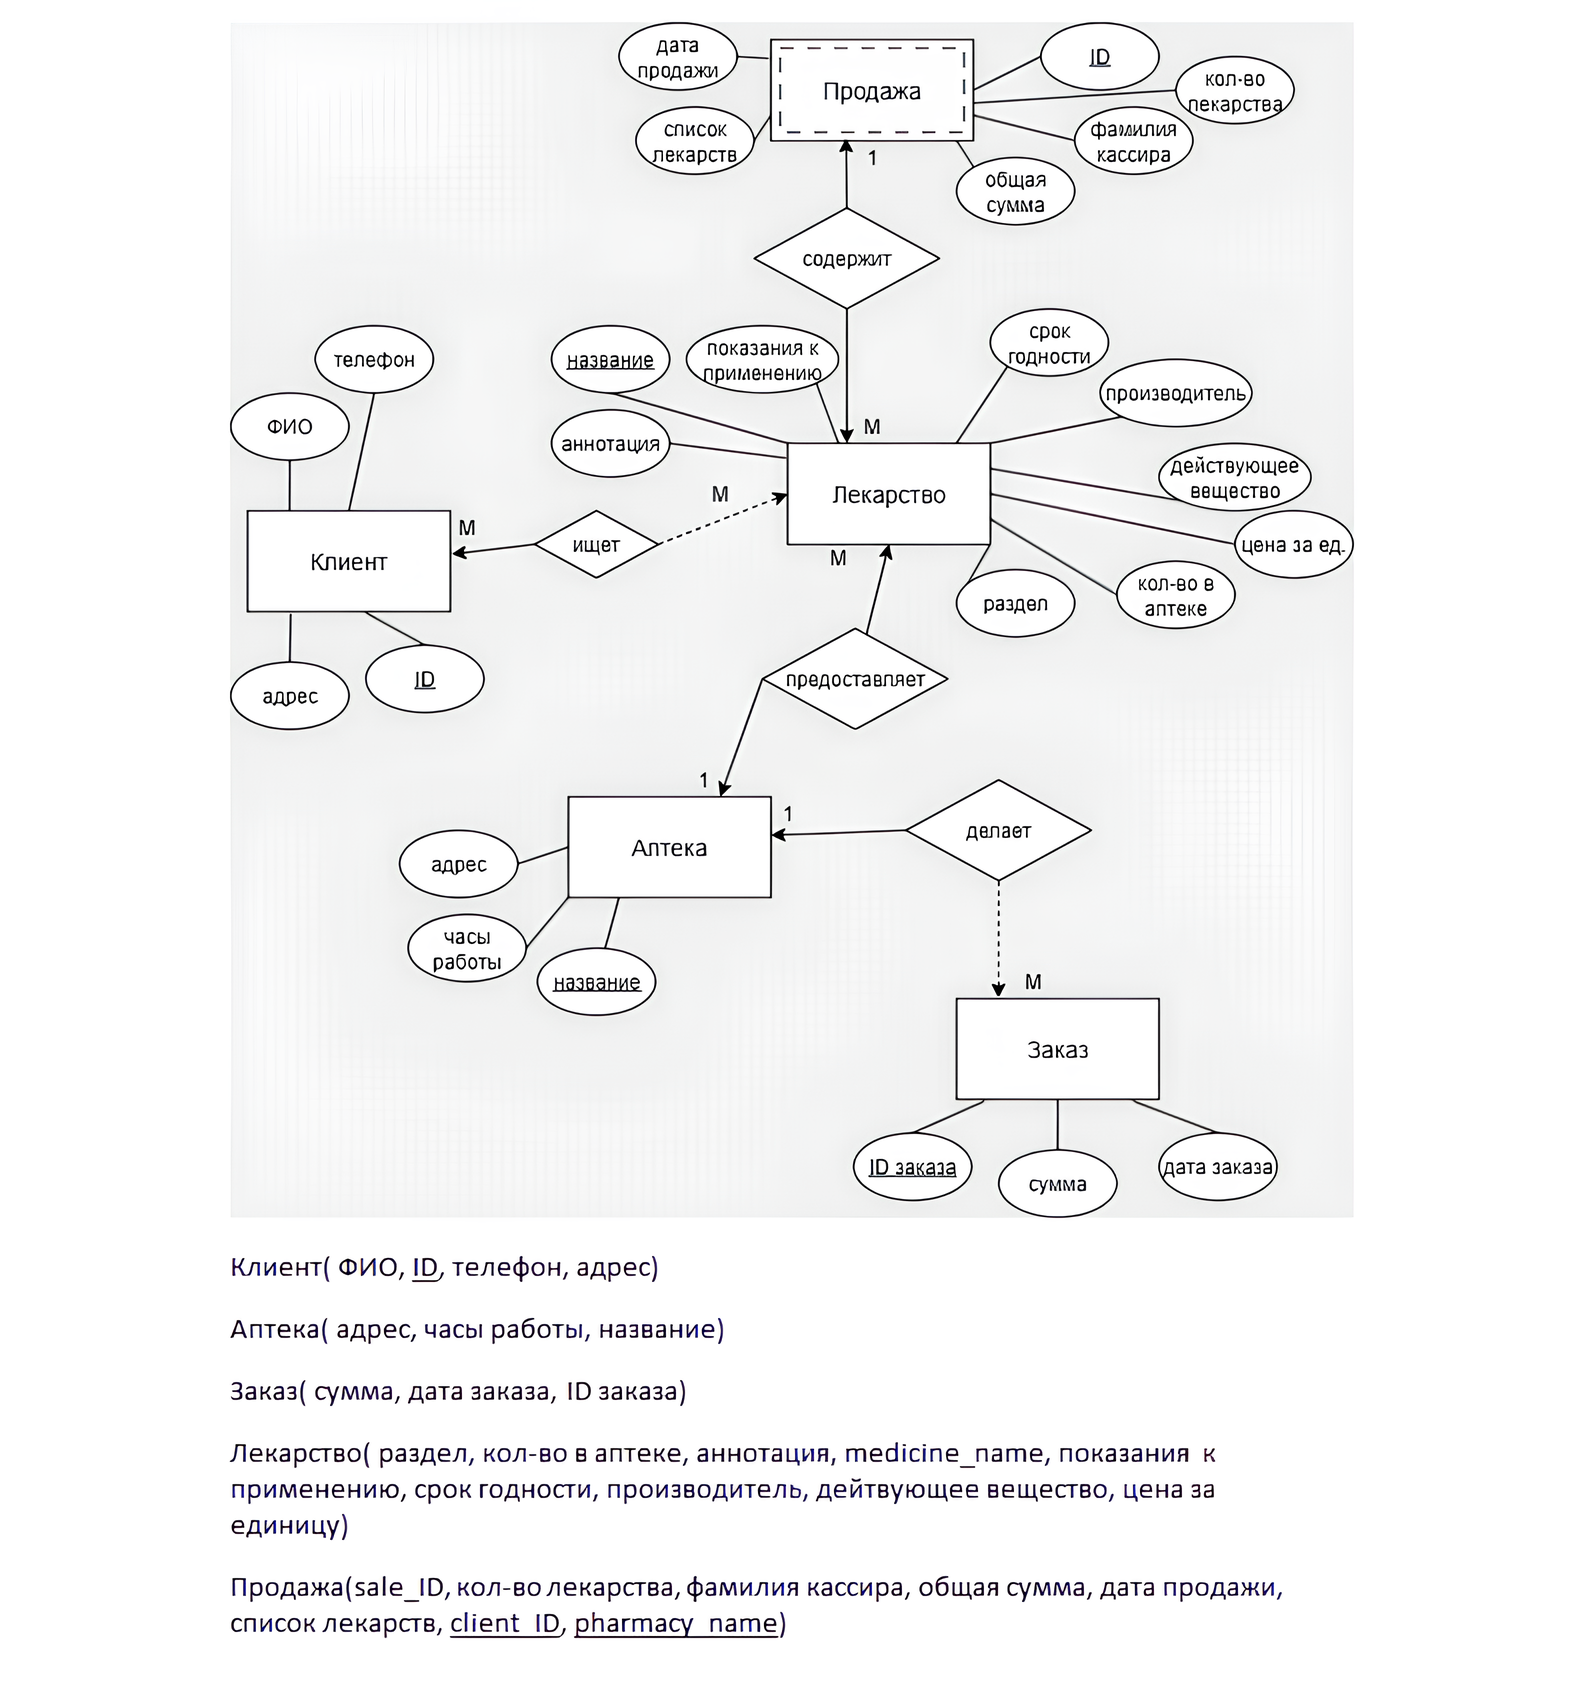 дата
продажи
Продажа
ID
кол-во
лекарства
список
лекарств
фамилия
кассира
1
общая
сумма
содержит
телефон
название
показания к
применению
срок
годности
производитель
ФИО
аннотация
М
действующее
вещество
М
Лекарство
М
Клиент
ищет
цена за ед.
М
кол-во в
аптеке
раздел
адрес
ID
предоставляет
1
1
Аптека
делает
адрес
часы
работы
название
М
Заказ
ID заказа
сумма
дата заказа
Клиент( ФИО, ID, телефон, адрес)
Аптека( адрес, часы работы, название)
Заказ( сумма, дата заказа, ID заказа)
Лекарство( раздел, кол-во в аптеке, аннотация, medicine_name, показания к
применению, срок годности, производитель, дейтвующее вещество, цена за
единицу)
Продажа(sale_ID, кол-во лекарства, фамилия кассира, общая сумма, дата продажи,
список лекарств, client_ID, pharmacy_name)